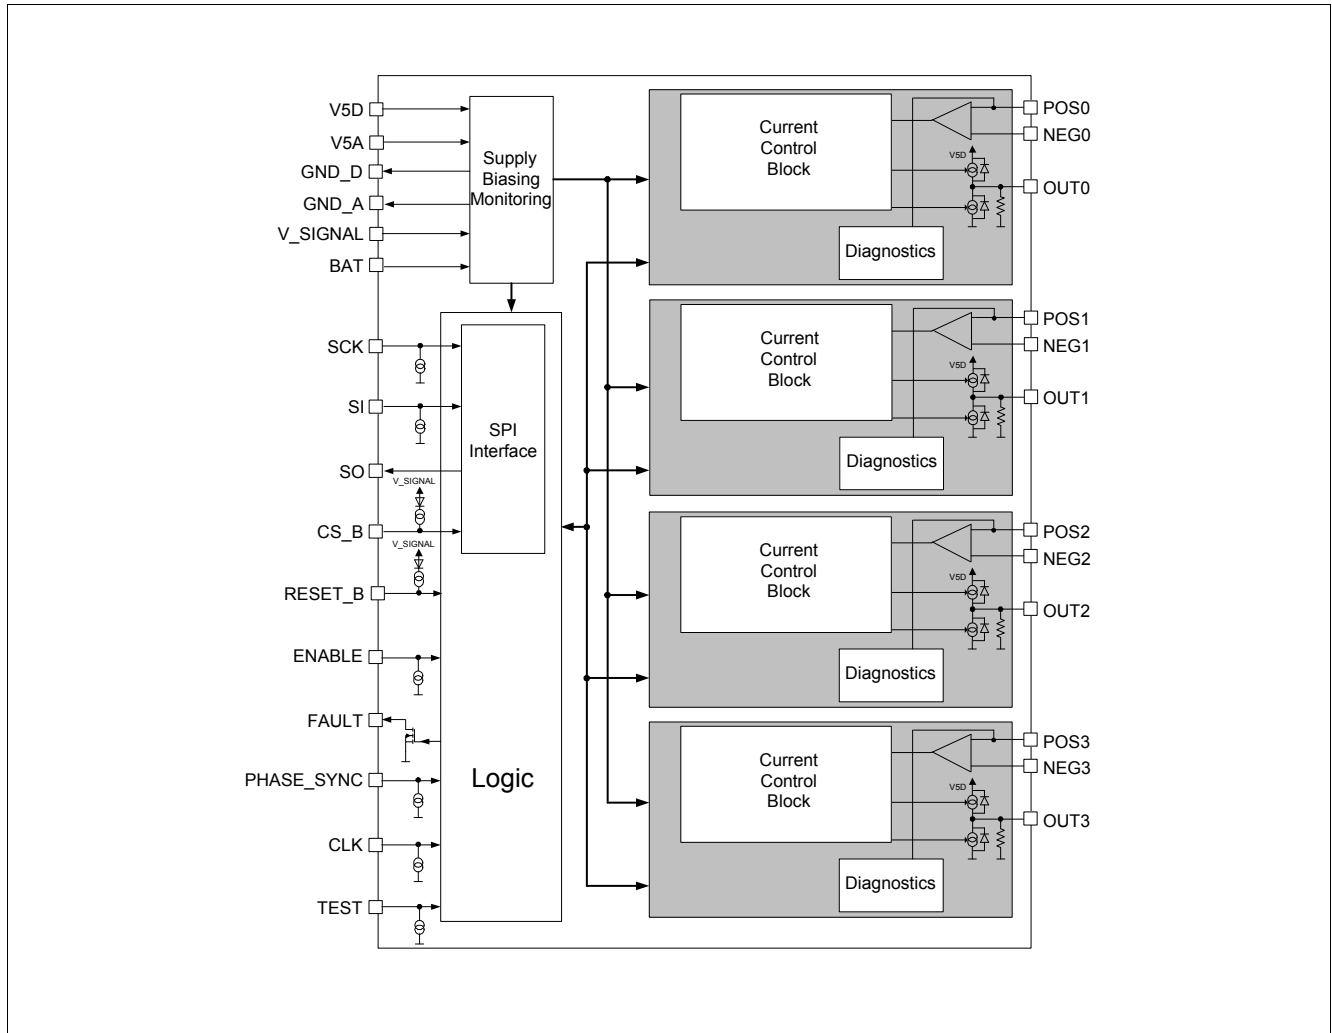 V5D
V5A
GND_D
GND_A
V_SIGNAL
BAT
Supply
Biasing
Monitoring
SCK
SI
SO
V_SIGNAL
CS_B
V_SIGNAL
RESET_B
ENABLE
FAULT
PHASE_SYNC
CLK
TEST
SPI
Interface
Logic
Current
Control
Block
V5D
Diagnostics
POS0
NEG0
OUT0
Current
Control
Block
V5D
Diagnostics
POS1
NEG1
OUT1
Current
Control
Block
V5D
Diagnostics
POS2
NEG2
OUT2
Current
Control
Block
V5D
Diagnostics
POS3
NEG3
OUT3